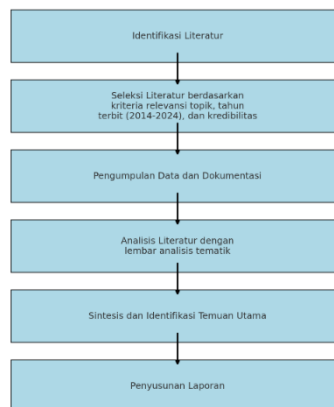 Identifikasi Literatur
Seleksi Literatur berdasarkan
kriteria relevansi topik, tahun
terbit (2014-2024), dan kredibilitas
Pengumpulan Data dan Dokumentasi
Analisis Literatur dengan
lembar analisis tematik
Sintesis dan Identifikasi Temuan Utama
Penyusunan Laporan